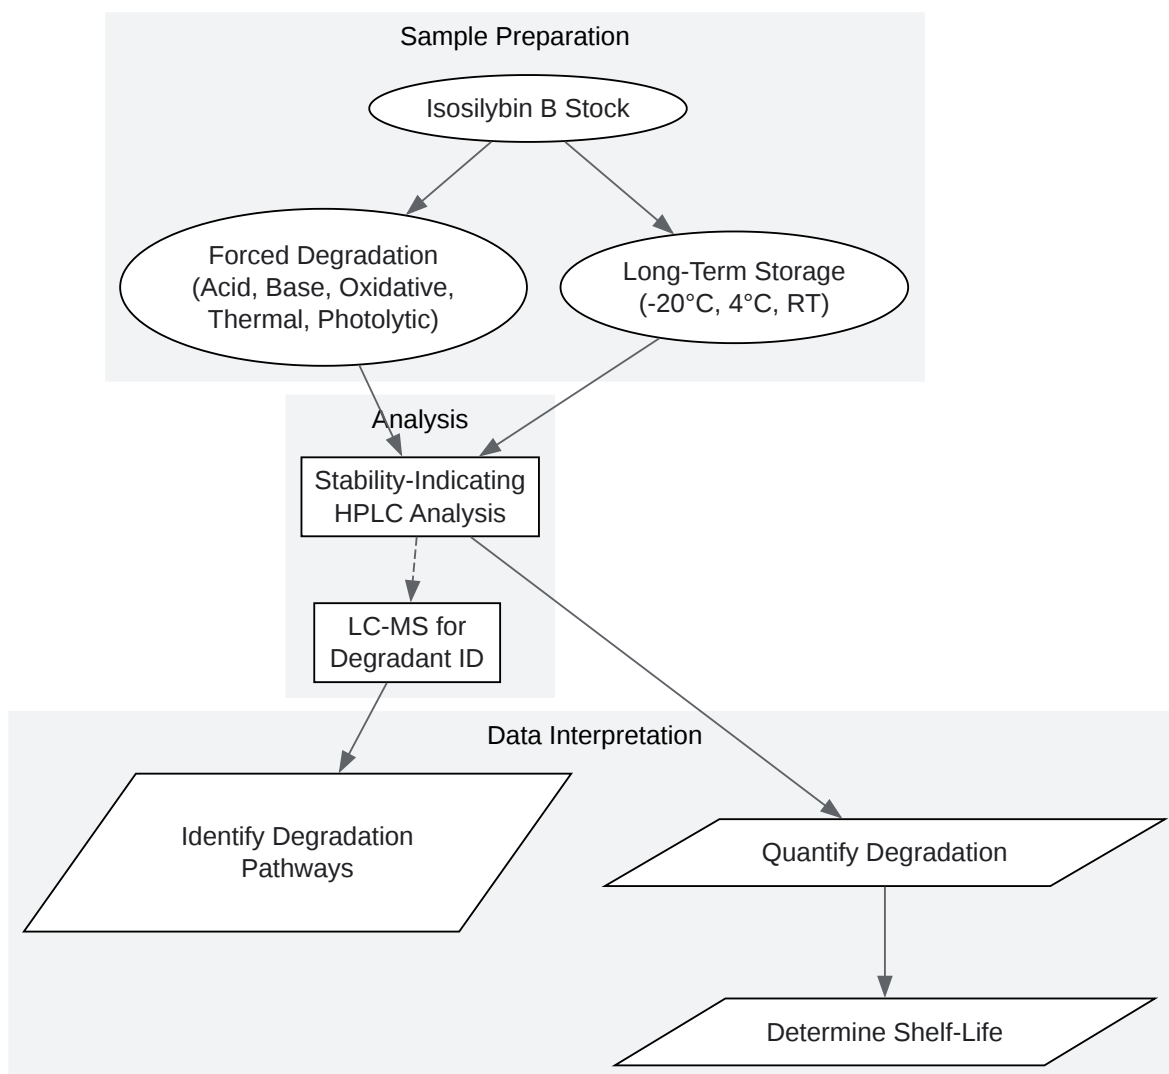 Sample Preparation
Isosilybin B Stock
Forced Degradation
(Acid, Base, Oxidative,
Thermal, Photolytic)
Long-Term Storage
(-20°C, 4°C, RT)
Analysis
Stability-Indicating
HPLC Analysis
LC-MS for
Degradant ID
Data Interpretation
Identify Degradation
Pathways
Quantify Degradation
Determine Shelf-Life